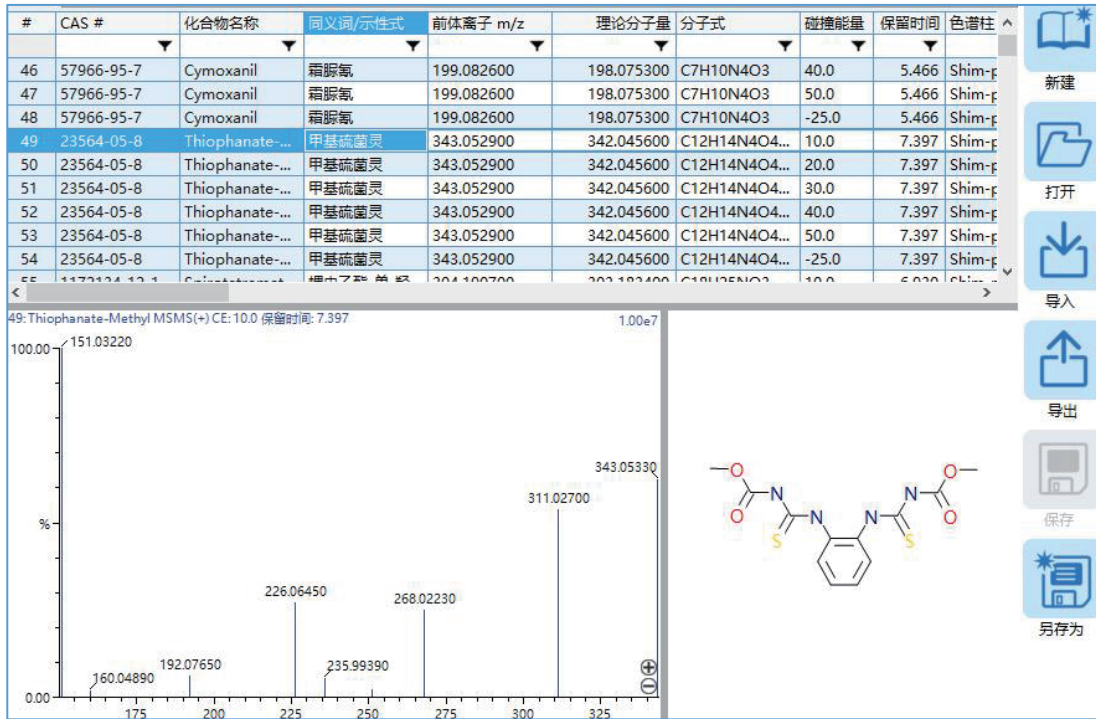 # CAS # 化合物名称 同义词/示性式 前体离子 m/z 理论分子量 分子式 碰撞能量 保留时间 色谱柱
46 57966-95-7 Cymoxanil 霜脲氰 199.082600 198.075300 C7H10N4O3 40.0 5.466 Shim-p
47 57966-95-7 Cymoxanil 霜脲氰 199.082600 198.075300 C7H10N4O3 50.0 5.466 Shim-p
48 57966-95-7 Cymoxanil 霜脲氰 199.082600 198.075300 C7H10N4O3 -25.0 5.466 Shim-p
49 23564-05-8 Thiophanate-... 甲基硫菌灵 343.052900 342.045600 C12H14N4O4... 10.0 7.397 Shim-p
50 23564-05-8 Thiophanate-... 甲基硫菌灵 343.052900 342.045600 C12H14N4O4... 20.0 7.397 Shim-p
51 23564-05-8 Thiophanate-... 甲基硫菌灵 343.052900 342.045600 C12H14N4O4... 30.0 7.397 Shim-p
52 23564-05-8 Thiophanate-... 甲基硫菌灵 343.052900 342.045600 C12H14N4O4... 40.0 7.397 Shim-p
53 23564-05-8 Thiophanate-... 甲基硫菌灵 343.052900 342.045600 C12H14N4O4... 50.0 7.397 Shim-p
54 23564-05-8 Thiophanate-... 甲基硫菌灵 343.052900 342.045600 C12H14N4O4... -25.0 7.397 Shim-p
新建
打开
导入
导出
保存
另存为
49: Thiophanate-Methyl MSMS(+) CE: 10.0 保留时间: 7.397 1.00e7
100.00
151.03220
343.05330
311.02700
%
226.06450
268.02230
192.07650
235.99390
160.04890
0.00
175 200 225 250 275 300 325
O O
N N
O N N O
S S